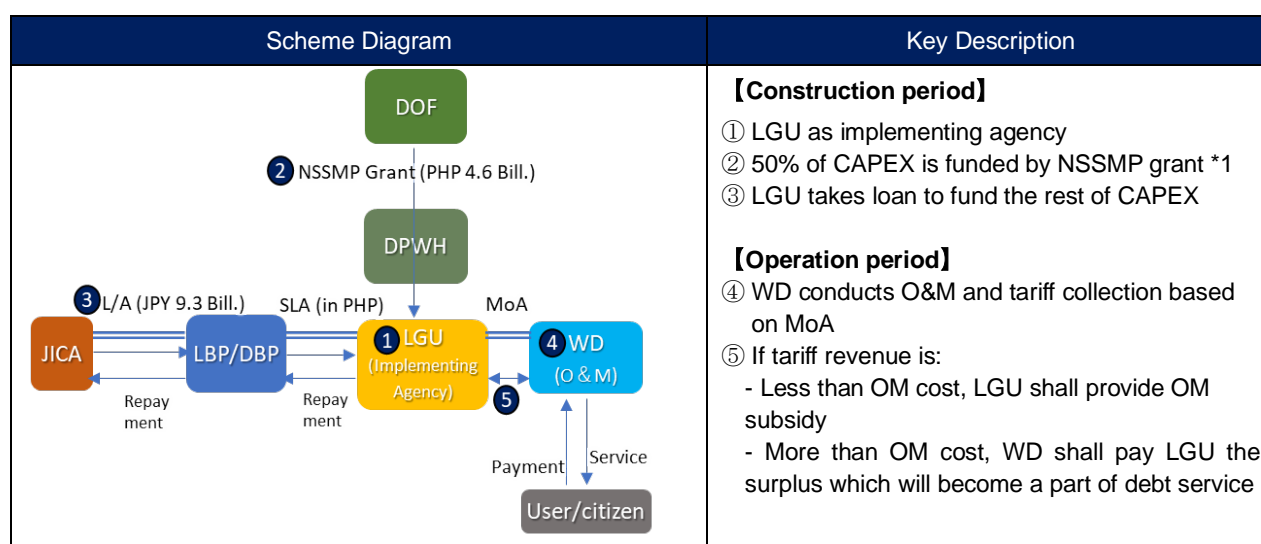 Scheme Diagram
Key Description
DOF
2 NSSMP Grant (PHP 4.6 Bill.)
DPWH
3 L/A (JPY 9.3 Bill.)
SLA (in PHP)
MoA
JICA
LBP/DBP
1 LGU
(Implementing
Agency)
4 WD
(O & M)
5
Repay
ment
Repay
ment
Payment
Service
User/citizen
【Construction period】
① LGU as implementing agency
② 50% of CAPEX is funded by NSSMP grant *1
③ LGU takes loan to fund the rest of CAPEX
【Operation period】
④ WD conducts O&M and tariff collection based
on MoA
⑤ If tariff revenue is:
- Less than OM cost, LGU shall provide OM
subsidy
- More than OM cost, WD shall pay LGU the
surplus which will become a part of debt service